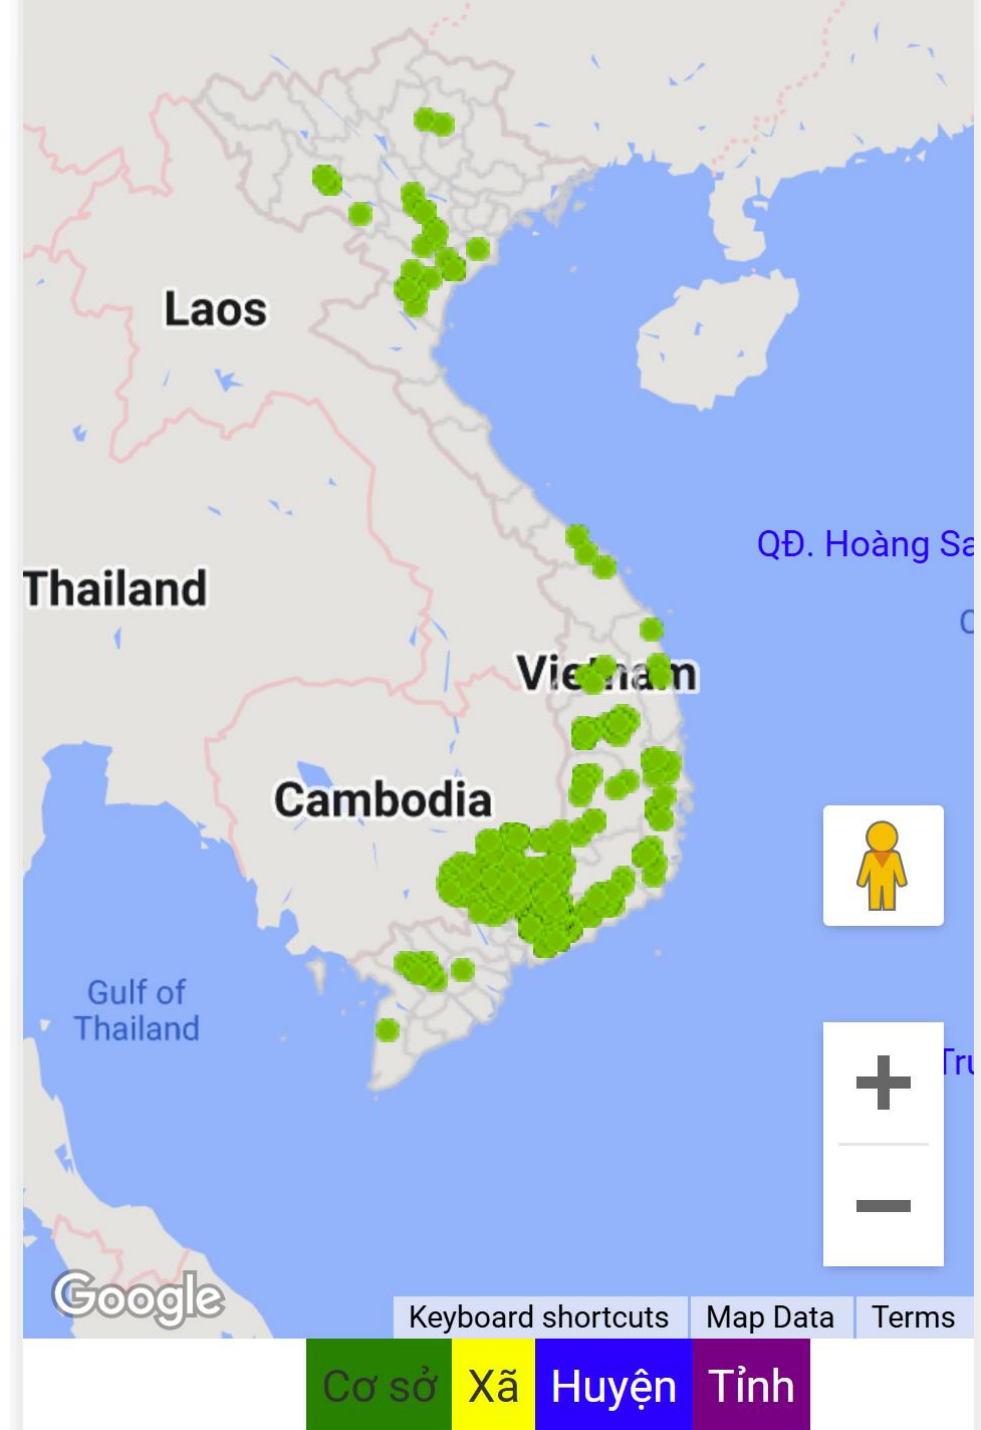 Laos
QĐ. Hoàng Sa
Thailand
Vietnam
Cambodia
Gulf of
Thailand
Google
Keyboard shortcuts
Map Data
Terms
Cơ sở
Xã
Huyện
Tỉnh